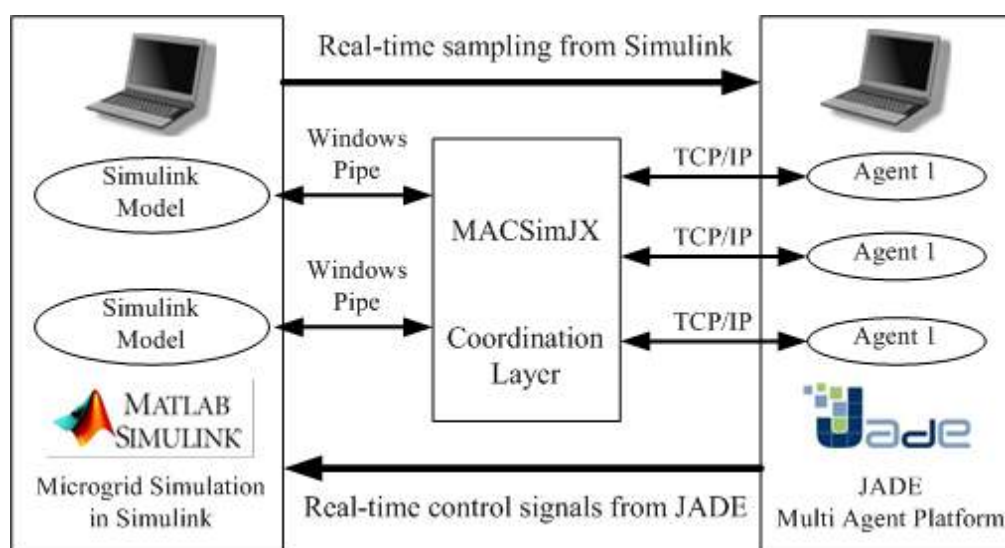 Real-time sampling from Simulink
Simulink
Model
Windows
Pipe
Simulink
Model
Windows
Pipe
MATLAB
SIMULINK
Microgrid Simulation
in Simulink
MACSimJX
Coordination
Layer
TCP/IP
Agent 1
TCP/IP
Agent 1
TCP/IP
Agent 1
Jade
JADE
Multi Agent Platform
Real-time control signals from JADE